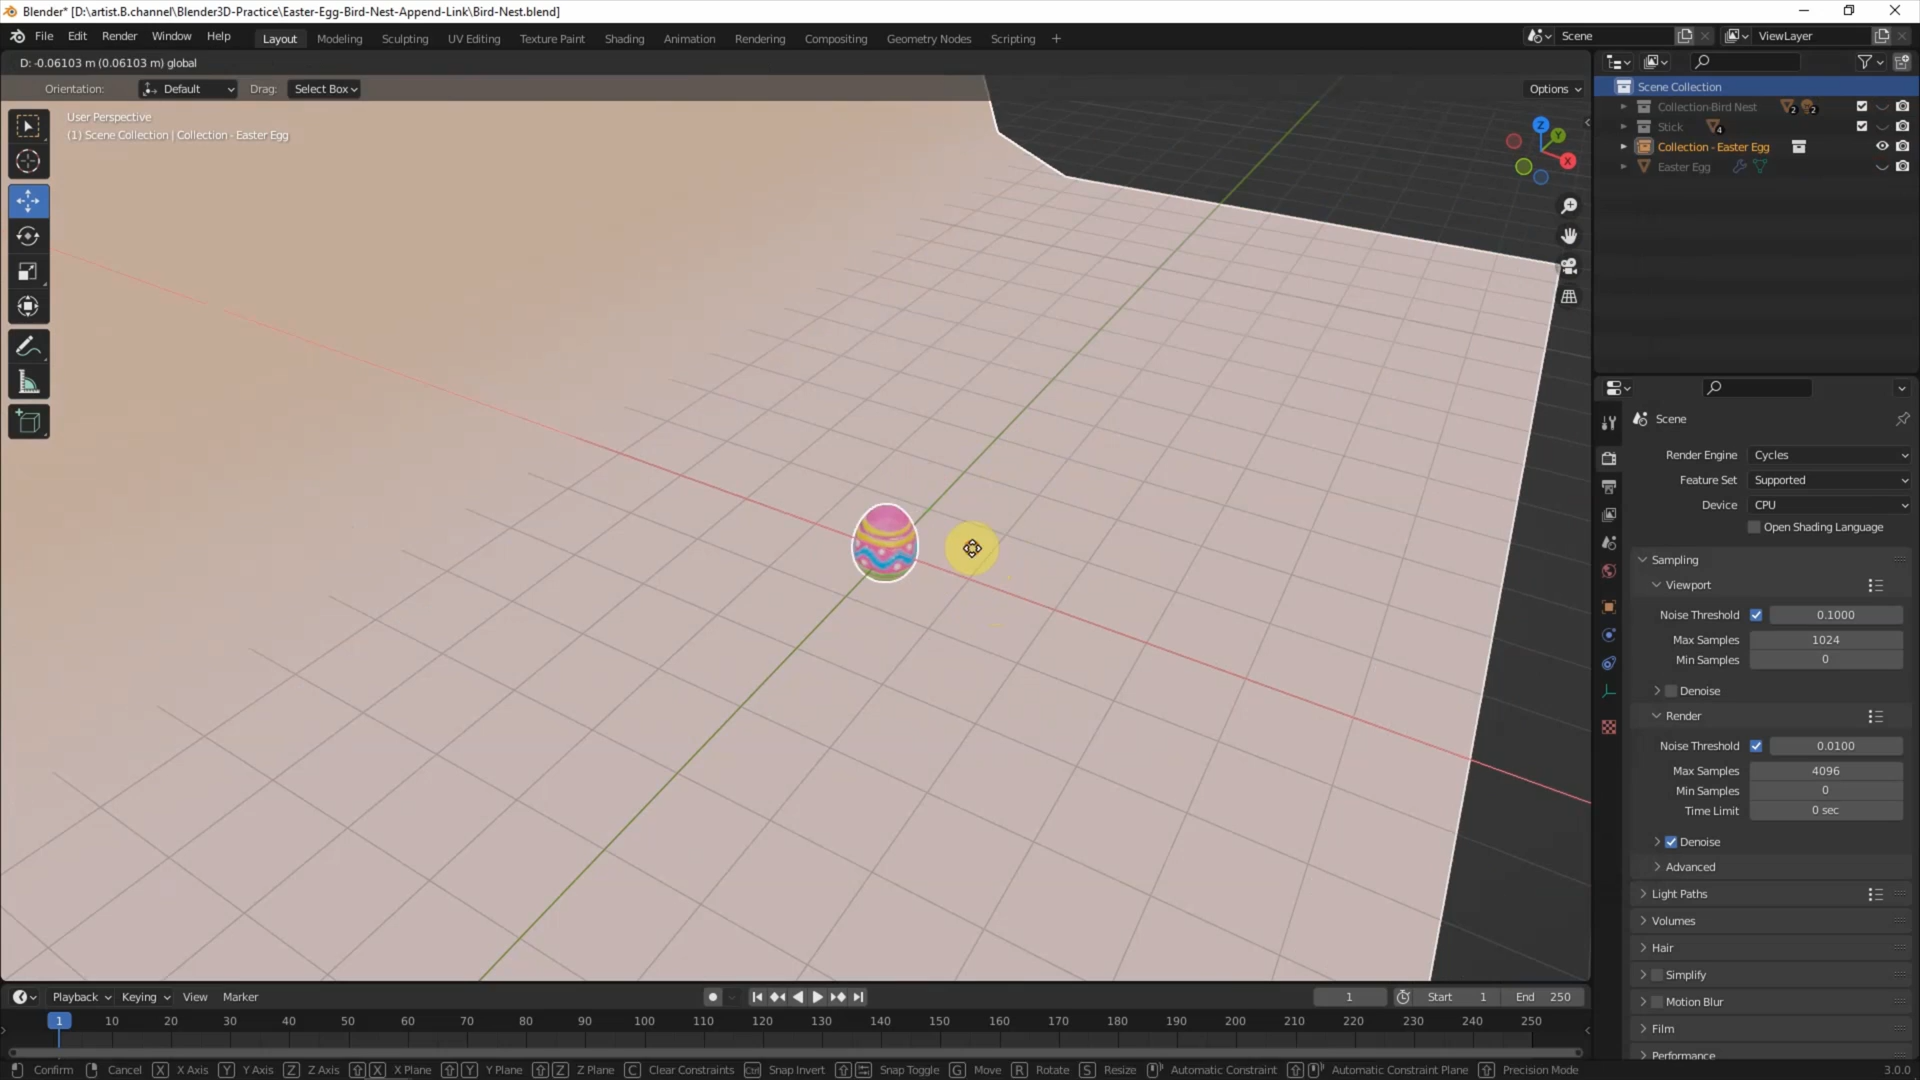 Blender* [D:\artist.B.channel\Blender3D-Practice\Easter-Egg-Bird-Nest-Append-Link\Bird-Nest.blend]
File Edit Render Window Help Layout Modeling Sculpting UV Editing Texture Paint Shading Animation Rendering Compositing Geometry Nodes Scripting + Scene ViewLayer
D: -0.06103 m (0.06103 m) global
Orientation: Default Drag: Select Box Options
User Perspective
(1) Scene Collection | Collection - Easter Egg
Z
Y
X
Scene Collection
Collection-Bird Nest 2 2
Stick 4
Collection - Easter Egg
Easter Egg
Scene
Render Engine Cycles
Feature Set Supported
Device CPU
Open Shading Language
Sampling
Viewport
Noise Threshold 0.1000
Max Samples 1024
Min Samples 0
Denoise
Render
Noise Threshold 0.0100
Max Samples 4096
Min Samples 0
Time Limit 0 sec
Denoise
Advanced
Light Paths
Volumes
Hair
Simplify
Motion Blur
Film
Performance
Playback Keying View Marker 1 Start 1 End 250
1 10 20 30 40 50 60 70 80 90 100 110 120 130 140 150 160 170 180 190 200 210 220 230 240 250
Confirm Cancel X X Axis Y Y Axis Z Z Axis X X Plane Y Y Plane Z Z Plane C Clear Constraints Ctrl Snap Invert Snap Toggle G Move R Rotate S Resize Automatic Constraint Automatic Constraint Plane Precision Mode 3.0.0